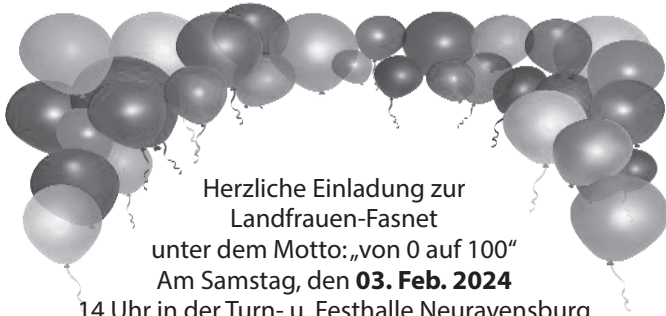 Herzliche Einladung zur
Landfrauen-Fasnet
unter dem Motto: „von 0 auf 100“
Am Samstag, den 03. Feb. 2024
14 Uhr in der Turn- u. Festhalle Neuravensburg